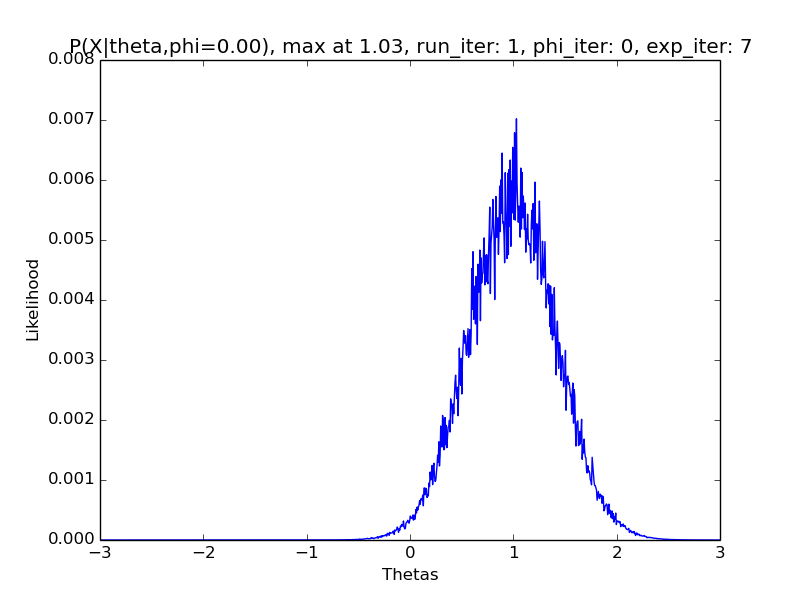 P(X|theta,phi=0.00), max at 1.03, run_iter: 1, phi_iter: 0, exp_iter: 7
0.008
0.007
0.006
0.005
0.004
0.003
0.002
0.001
0.000
Likelihood
−3 −2 −1 0 1 2 3
Thetas